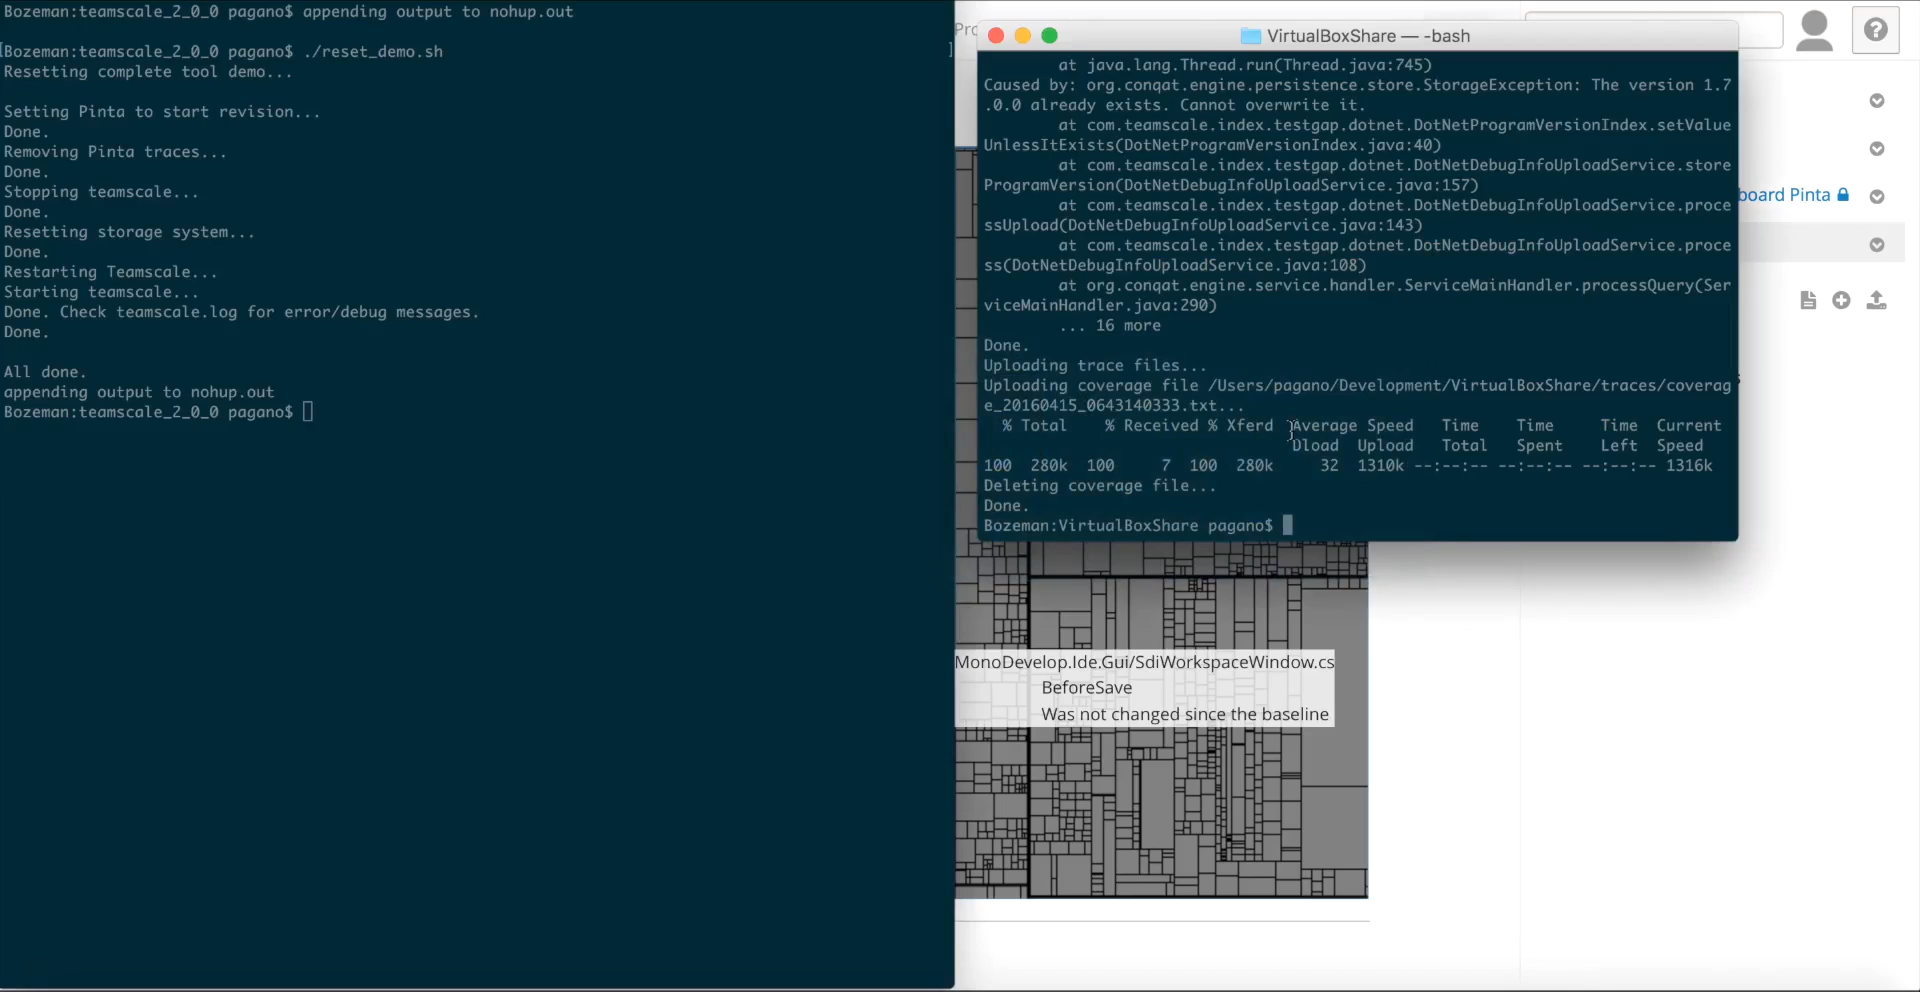 Bozeman:teamscale_2_0_0 pagano$ appending output to nohup.out
[Bozeman:teamscale_2_0_0 pagano$ ./reset_demo.sh ]
Resetting complete tool demo...
Setting Pinta to start revision...
Done.
Removing Pinta traces...
Done.
Stopping teamscale...
Done.
Resetting storage system...
Done.
Restarting Teamscale...
Starting teamscale...
Done. Check teamscale.log for error/debug messages.
Done.
All done.
appending output to nohup.out
Bozeman:teamscale_2_0_0 pagano$
VirtualBoxShare — -bash
at java.lang.Thread.run(Thread.java:745)
Caused by: org.conqat.engine.persistence.store.StorageException: The version 1.7
.0.0 already exists. Cannot overwrite it.
at com.teamscale.index.testgap.dotnet.DotNetProgramVersionIndex.setValue
UnlessItExists(DotNetProgramVersionIndex.java:40)
at com.teamscale.index.testgap.dotnet.DotNetDebugInfoUploadService.store
ProgramVersion(DotNetDebugInfoUploadService.java:157)
at com.teamscale.index.testgap.dotnet.DotNetDebugInfoUploadService.proce
ssUpload(DotNetDebugInfoUploadService.java:143)
at com.teamscale.index.testgap.dotnet.DotNetDebugInfoUploadService.proce
ss(DotNetDebugInfoUploadService.java:108)
at org.conqat.engine.service.handler.ServiceMainHandler.processQuery(Ser
viceMainHandler.java:290)
... 16 more
Done.
Uploading trace files...
Uploading coverage file /Users/pagano/Development/VirtualBoxShare/traces/coverag
e_20160415_0643140333.txt...
% Total % Received % Xferd Average Speed Time Time Time Current
Dload Upload Total Spent Left Speed
100 280k 100 7 100 280k 32 1310k --:--:-- --:--:-- --:--:-- 1316k
Deleting coverage file...
Done.
Bozeman:VirtualBoxShare pagano$
board Pinta
MonoDevelop.Ide.Gui/SdiWorkspaceWindow.cs
BeforeSave
Was not changed since the baseline